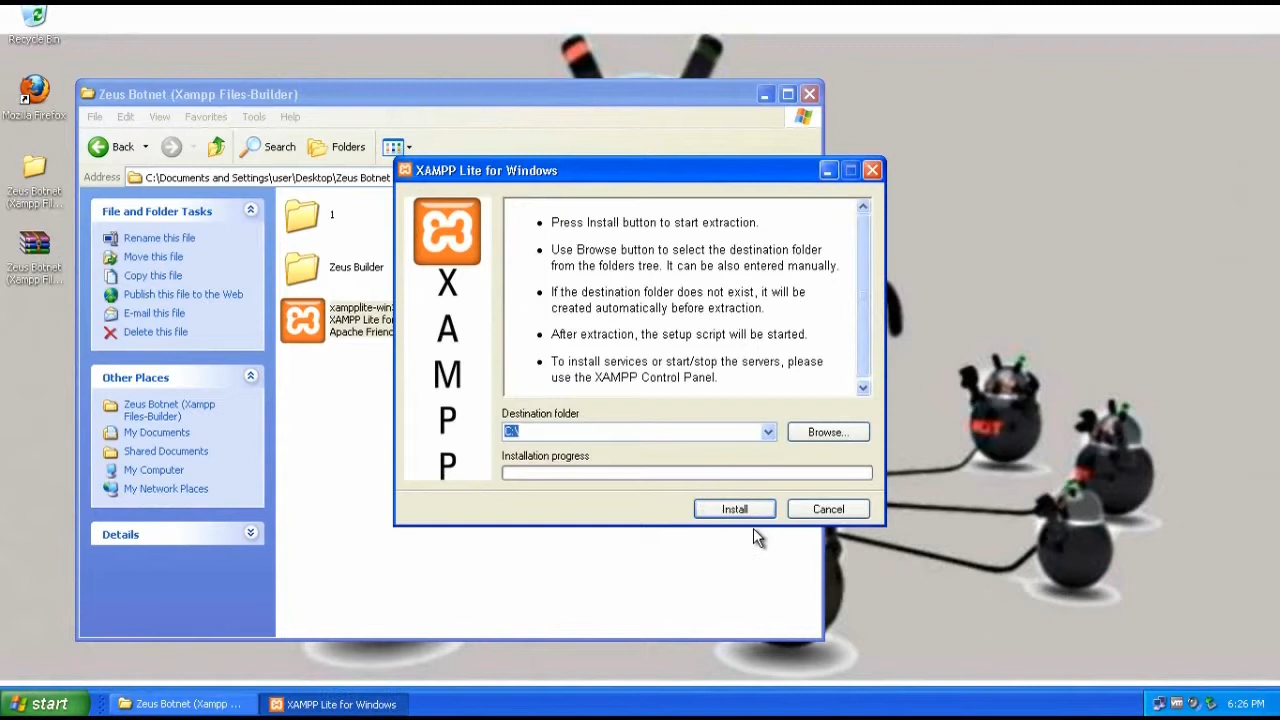 Recycle Bin
Mozilla Firefox
Zeus Botnet
(Xampp Fil...
Zeus Botnet
(Xampp Fil...
Zeus Botnet (Xampp Files-Builder)
File Edit View Favorites Tools Help
Back Search Folders
Address C:\Documents and Settings\user\Desktop\Zeus Botnet
File and Folder Tasks
Rename this file
Move this file
Copy this file
Publish this file to the Web
E-mail this file
Delete this file
Other Places
Zeus Botnet (Xampp
Files-Builder)
My Documents
Shared Documents
My Computer
My Network Places
Details
1
Zeus Builder
xampplite-win
XAMPP Lite for
Apache Friend
XAMPP Lite for Windows
X
A
M
P
P
• Press Install button to start extraction.
• Use Browse button to select the destination folder
from the folders tree. It can be also entered manually.
• If the destination folder does not exist, it will be
created automatically before extraction.
• After extraction, the setup script will be started.
• To install services or start/stop the servers, please
use the XAMPP Control Panel.
Destination folder
C:\
Browse...
Installation progress
Install Cancel
start Zeus Botnet (Xampp ... XAMPP Lite for Windows 6:26 PM